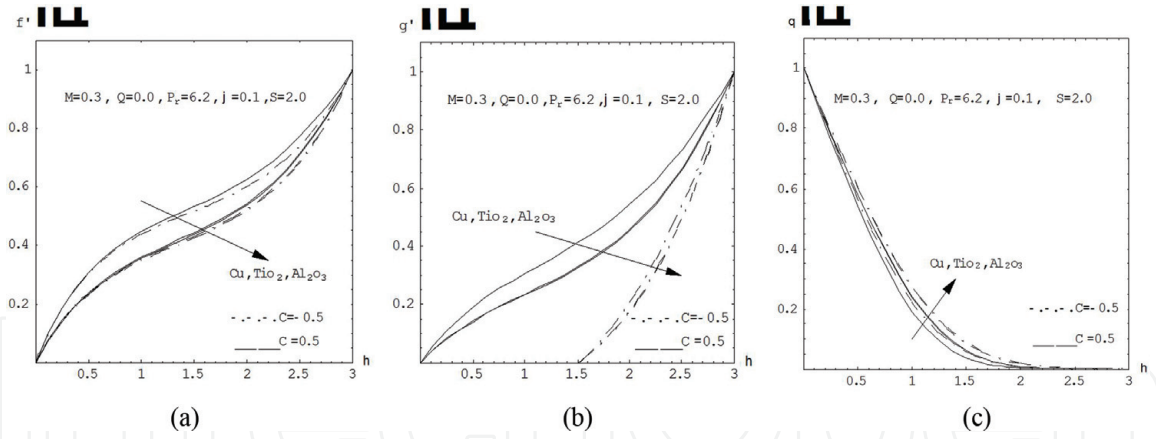 f'
1
M=0.3, Q=0.0, Pr=6.2, j=0.1, S=2.0
0.8
0.6
0.4
Cu,Tio2,Al2o3
0.2
C=-0.5
C=0.5
0.5 1 1.5 2 2.5 3
h
(a)
g'
1
M=0.3, Q=0.0, Pr=6.2, j=0.1, S=2.0
0.8
0.6
Cu,Tio2,Al2o3
0.4
0.2
C=-0.5
C=0.5
0.5 1 1.5 2 2.5 3
h
(b)
q
1
M=0.3, Q=0.0, Pr=6.2, j=0.1, S=2.0
0.8
0.6
0.4
Cu,Tio2,Al2o3
0.2
C=-0.5
C=0.5
0.5 1 1.5 2 2.5 3
h
(c)